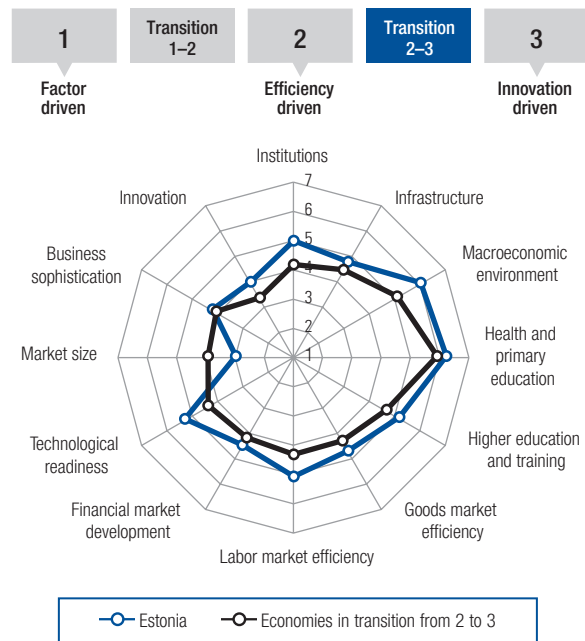 1
Transition
1–2
2
Transition
2–3
3
Factor
driven
Efficiency
driven
Innovation
driven
Institutions
7
Innovation
Infrastructure
6
Business
sophistication
5
Macroeconomic
environment
4
3
2
Market size
1
Health and
primary
education
Technological
readiness
Higher education
and training
Financial market
development
Goods market
efficiency
Labor market efficiency
Estonia
Economies in transition from 2 to 3